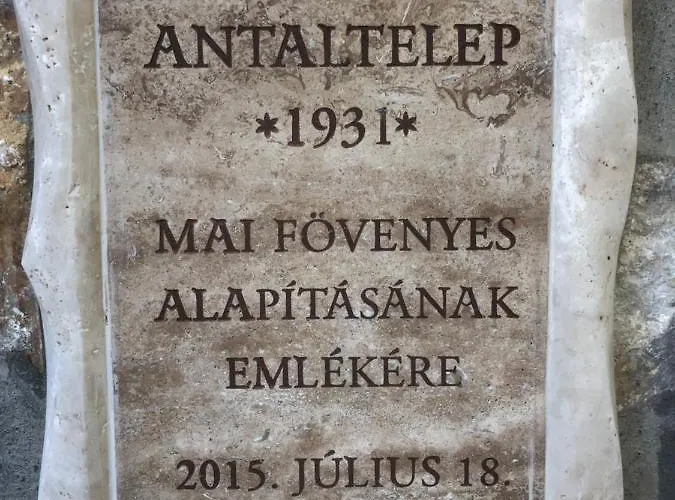 ANTALTELEP
*1931*
MAI FÖVENYES
ALAPÍTÁSÁNAK
EMLÉKÉRE
2015. JÚLIUS 18.